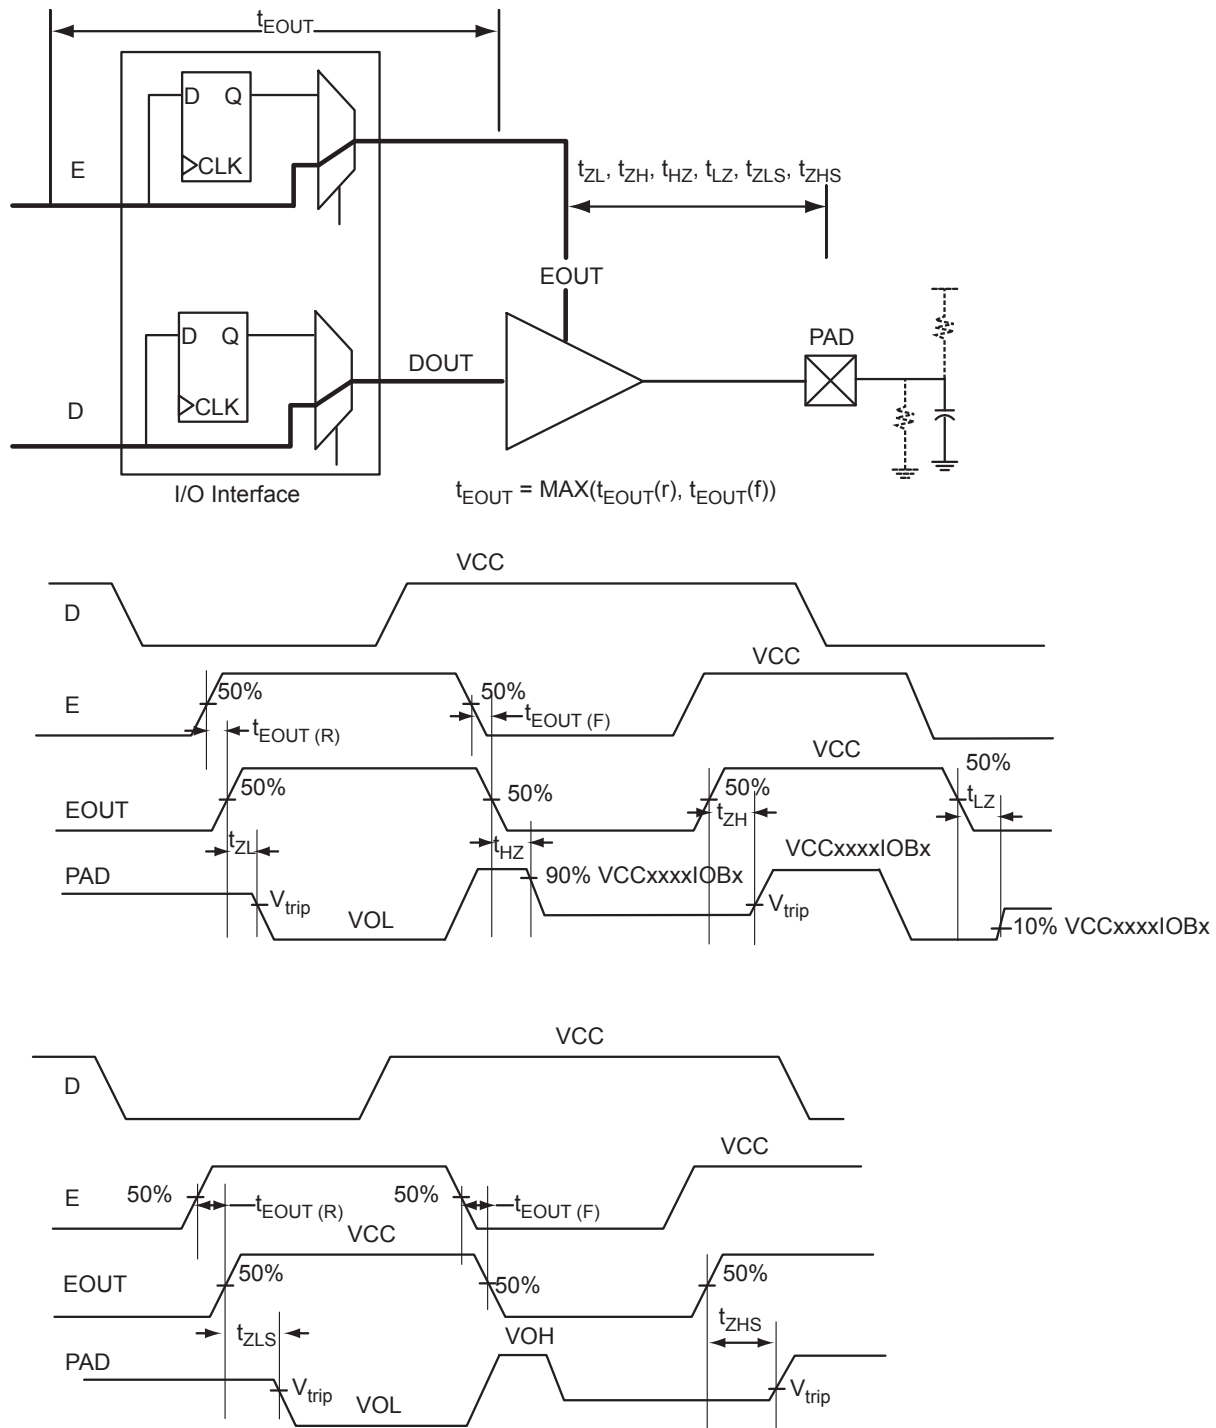 tEOUT
D Q
CLK
E
tZL, tZH, tHZ, tLZ, tZLS, tZHS
EOUT
D Q
CLK
D
DOUT
PAD
I/O Interface
tEOUT = MAX(tEOUT(r), tEOUT(f))
VCC
D
VCC
50%
50%
E
tEOUT (R)
tEOUT (F)
VCC
50%
50%
50%
50%
EOUT
tZL
tHZ
tZH
tLZ
VCCxxxxIOBx
PAD
90% VCCxxxxIOBx
Vtrip
VOL
Vtrip
10% VCCxxxxIOBx
VCC
D
VCC
50%
50%
E
tEOUT (R)
tEOUT (F)
VCC
EOUT
50%
50%
50%
tZLS
VOH
tZHS
PAD
Vtrip
VOL
Vtrip